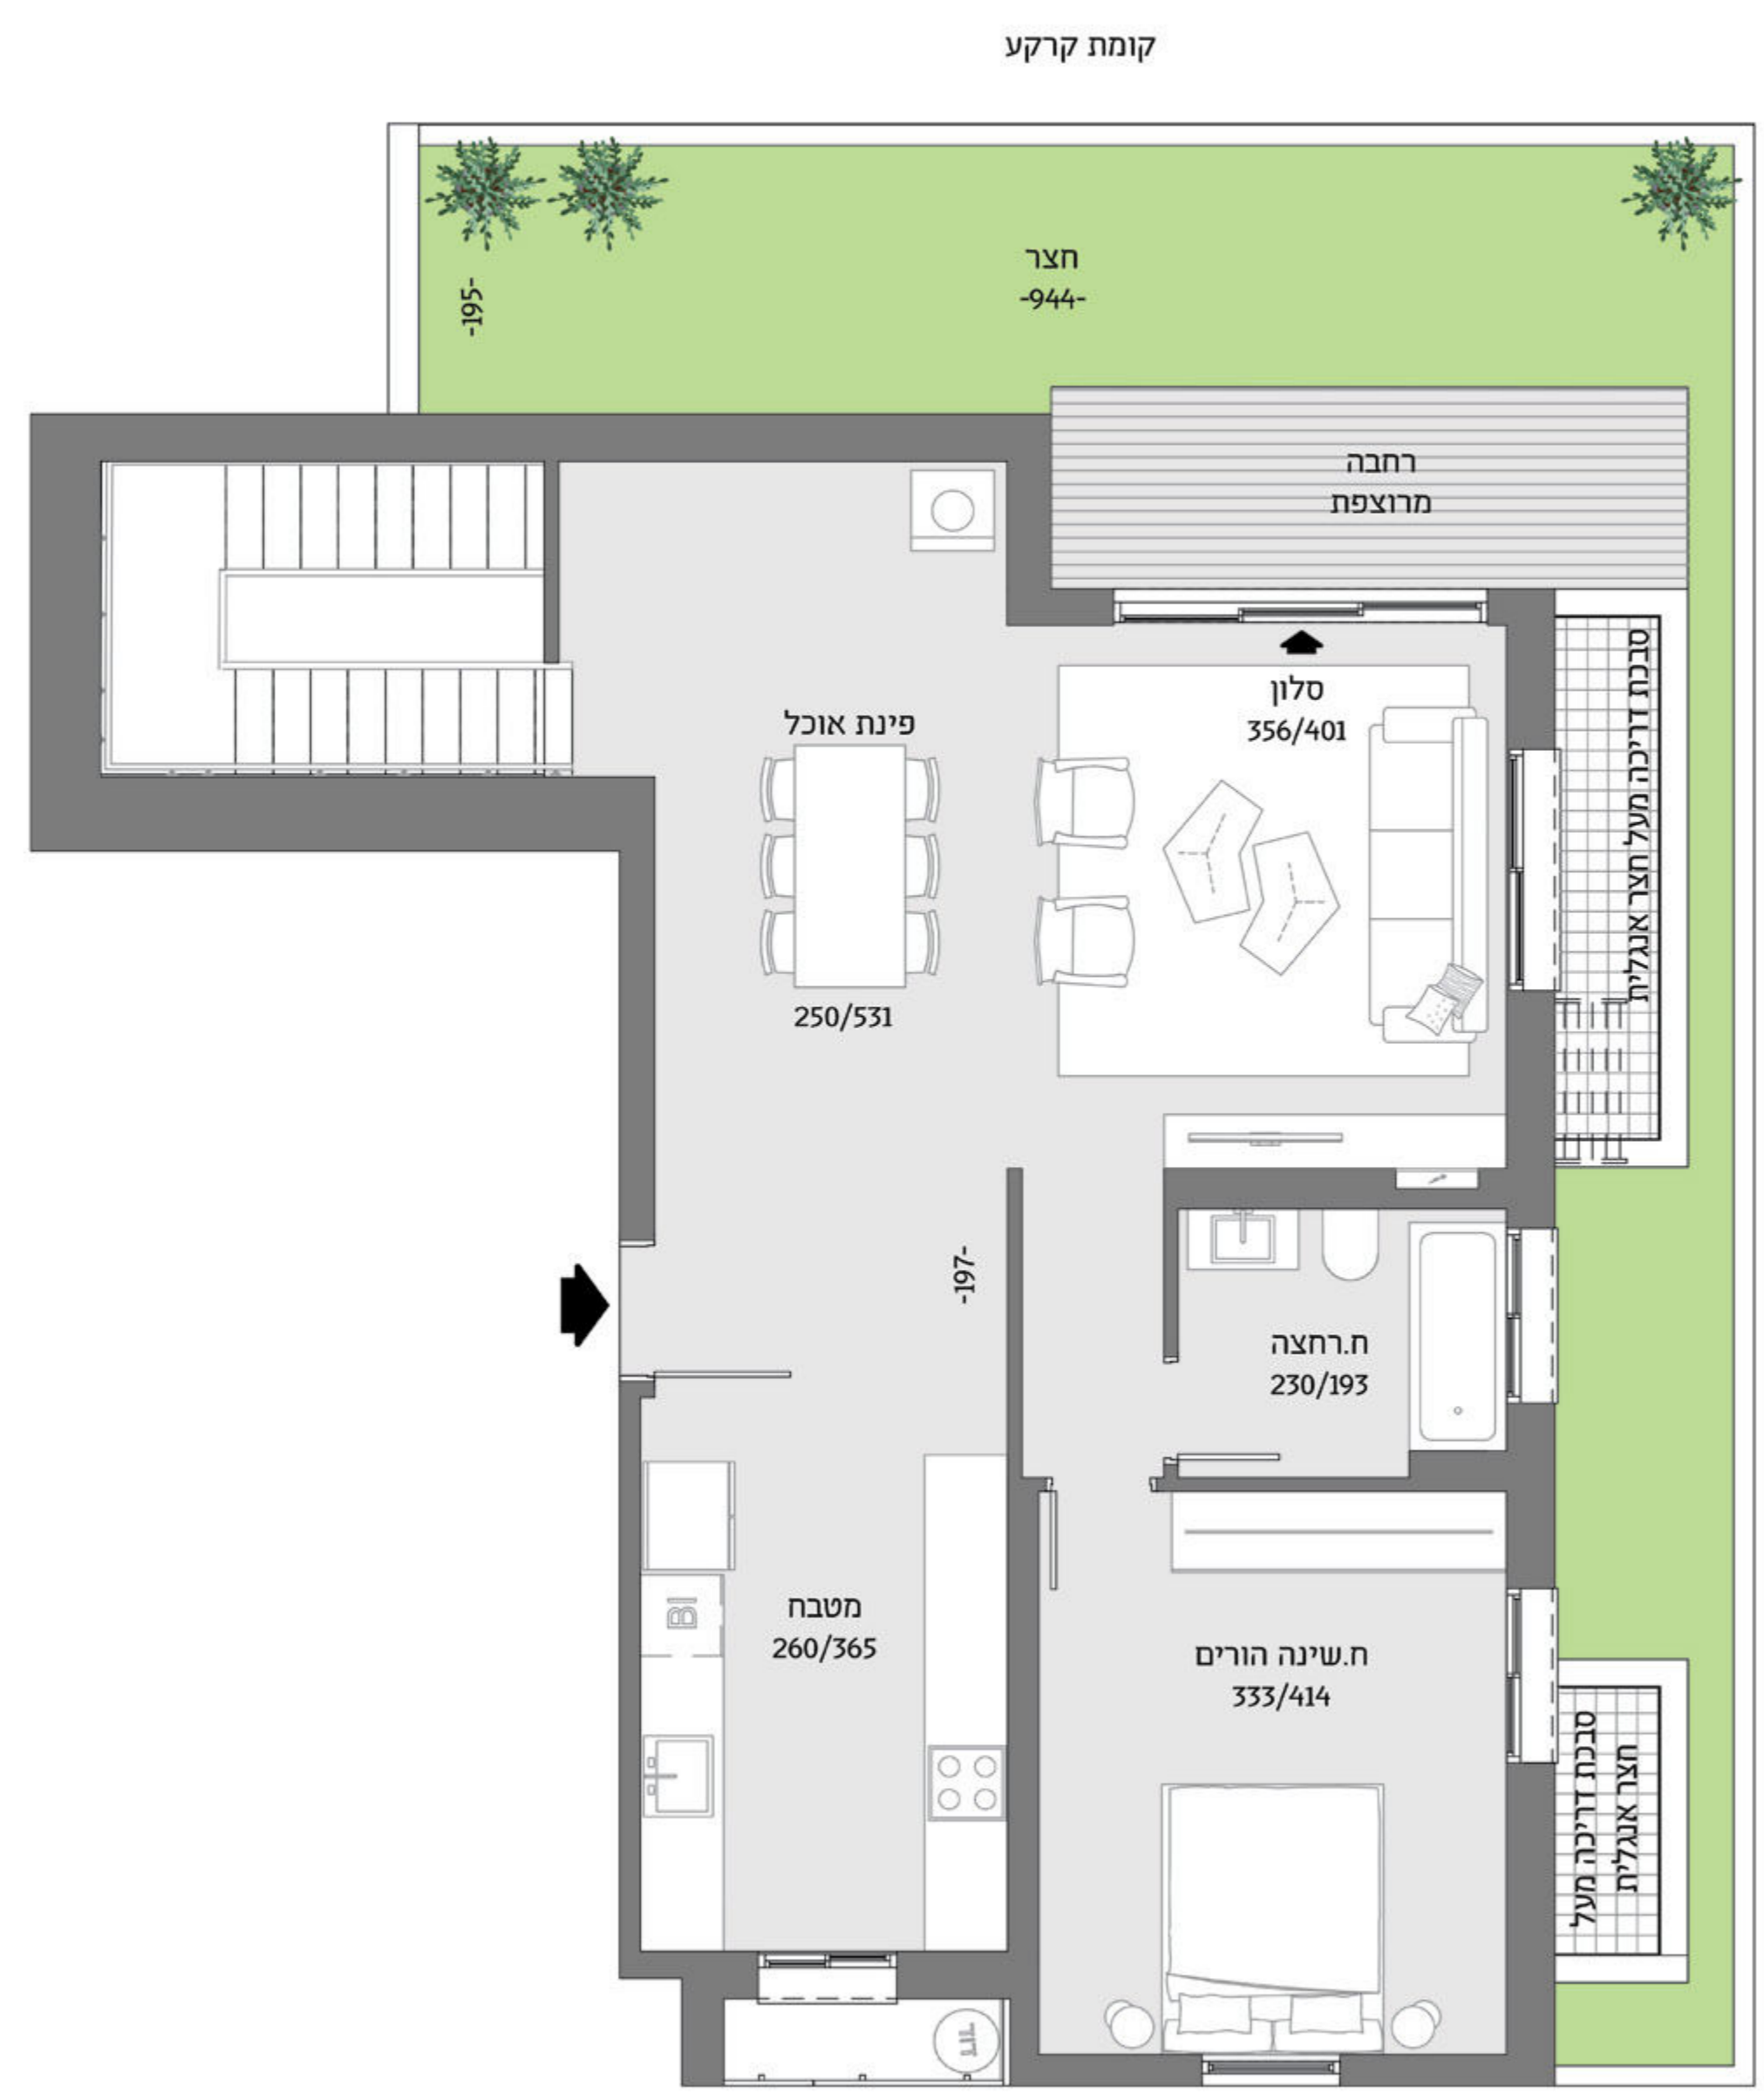 קומת קרקע
חצר
-944-
-195-
רחבה
מרוצפת
סלון
356/401
פינת אוכל
250/531
סבכת דריכה מעל חצר אנגלית
-197-
ח.רחצה
230/193
BI
מטבח
260/365
ח.שינה הורים
333/414
סבכת דריכה מעל
חצר אנגלית
דוד